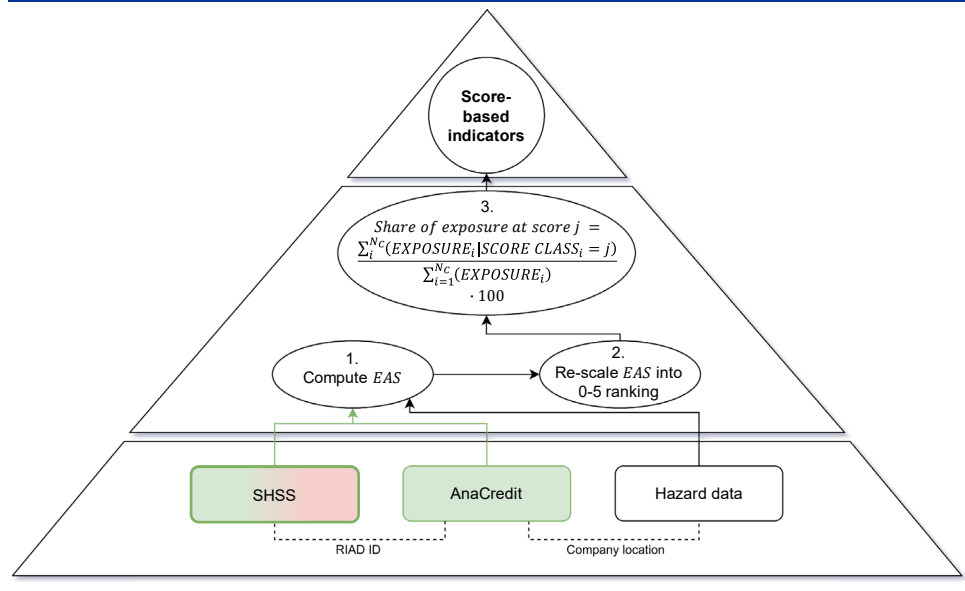 Score-
based
indicators
3.
Share of exposure at score j =
∑_i^{N_C}(EXPOSURE_i|SCORE CLASS_i = j)
∑_{i=1}^{N_C}(EXPOSURE_i)
· 100
1.
Compute EAS
2.
Re-scale EAS into
0-5 ranking
SHSS
AnaCredit
Hazard data
RIAD ID
Company location